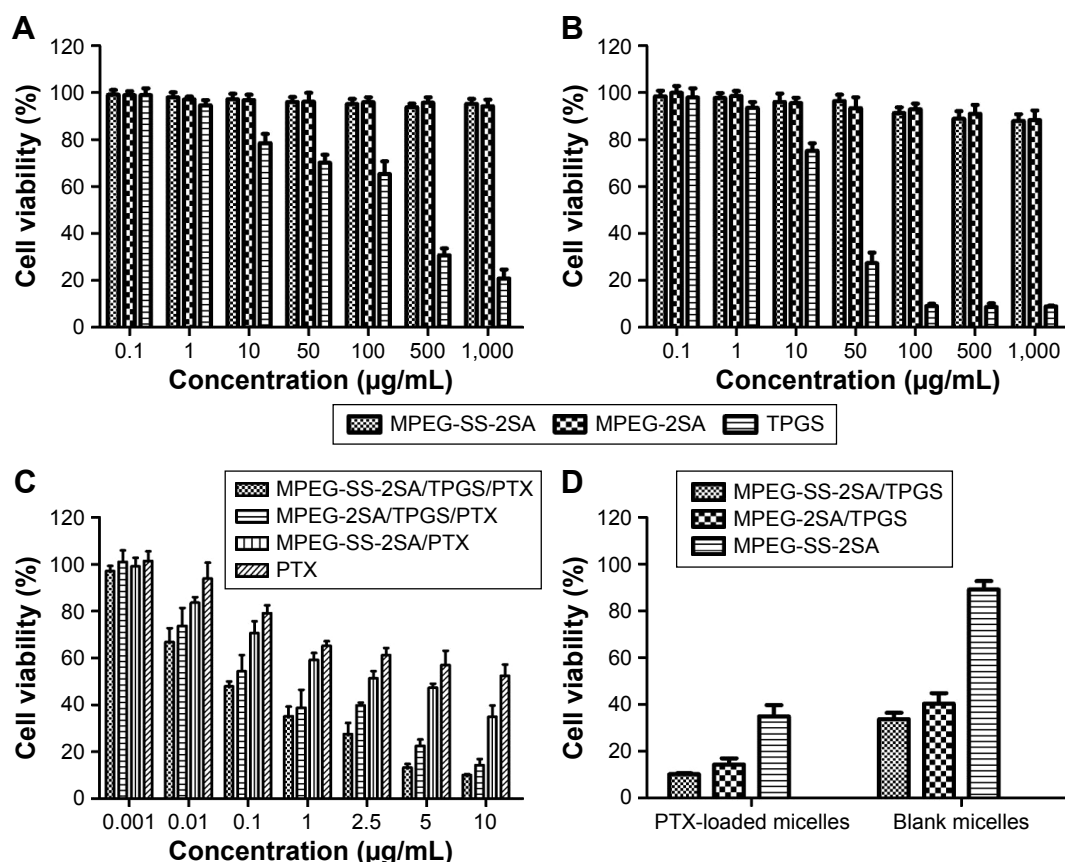 A
120
100
80
60
40
20
0
Cell viability (%)
0.1 1 10 50 100 500 1,000
Concentration (µg/mL)
B
120
100
80
60
40
20
0
Cell viability (%)
0.1 1 10 50 100 500 1,000
Concentration (µg/mL)
MPEG-SS-2SA MPEG-2SA TPGS
C
120
100
80
60
40
20
0
Cell viability (%)
MPEG-SS-2SA/TPGS/PTX
MPEG-2SA/TPGS/PTX
MPEG-SS-2SA/PTX
PTX
0.001 0.01 0.1 1 2.5 5 10
Concentration (µg/mL)
D
120
100
80
60
40
20
0
Cell viability (%)
MPEG-SS-2SA/TPGS
MPEG-2SA/TPGS
MPEG-SS-2SA
PTX-loaded micelles Blank micelles